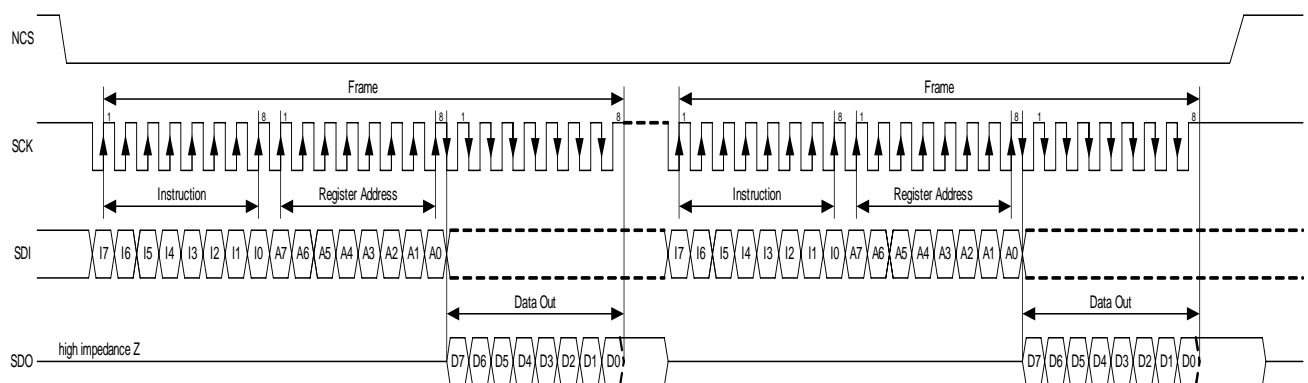 NCS
Frame Frame
SCK 1 8 1 8 1 8 1 8 1 8 1 8
Instruction Register Address Instruction Register Address
SDI I7 I6 I5 I4 I3 I2 I1 I0 A7 A6 A5 A4 A3 A2 A1 A0 I7 I6 I5 I4 I3 I2 I1 I0 A7 A6 A5 A4 A3 A2 A1 A0
Data Out Data Out
SDO high impedance Z D7 D6 D5 D4 D3 D2 D1 D0 D7 D6 D5 D4 D3 D2 D1 D0